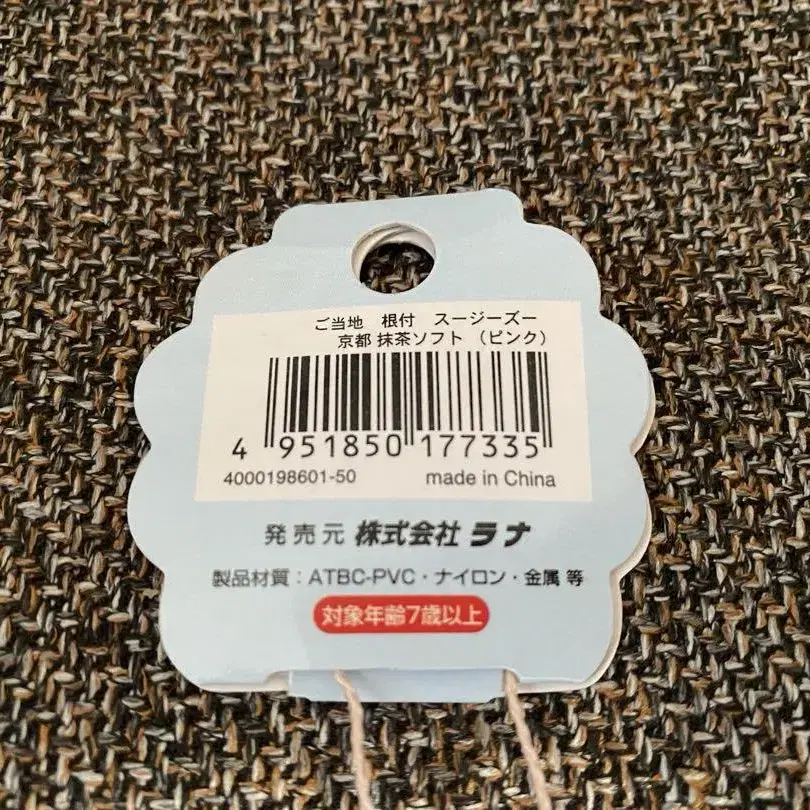 ご当地 根付 スージーズー
京都 抹茶ソフト (ピンク)
4 951850 177335
4000198601-50 made in China
発売元 株式会社 ラナ
製品材質：ATBC-PVC・ナイロン・金属 等
対象年齢7歳以上